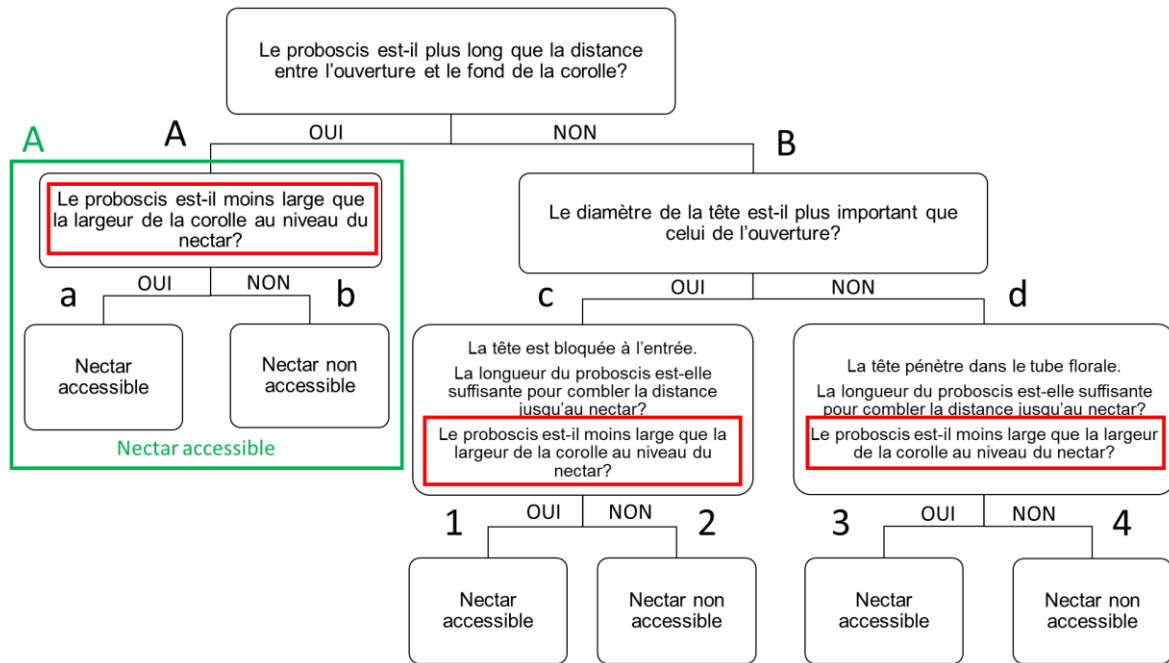 Le proboscis est-il plus long que la distance
entre l'ouverture et le fond de la corolle?
OUI
NON
A
A
B
Le proboscis est-il moins large que
la largeur de la corolle au niveau du
nectar?
Le diamètre de la tête est-il plus important que
celui de l'ouverture?
OUI
NON
a
b
OUI
NON
c
d
Nectar
accessible
Nectar non
accessible
Nectar accessible
La tête est bloquée à l'entrée.
La longueur du proboscis est-elle
suffisante pour combler la distance
jusqu'au nectar?
Le proboscis est-il moins large que la
largeur de la corolle au niveau du
nectar?
La tête pénètre dans le tube florale.
La longueur du proboscis est-elle suffisante
pour combler la distance jusqu'au nectar?
Le proboscis est-il moins large que la largeur
de la corolle au niveau du nectar?
1
OUI
NON
2
3
OUI
NON
4
Nectar
accessible
Nectar non
accessible
Nectar
accessible
Nectar non
accessible